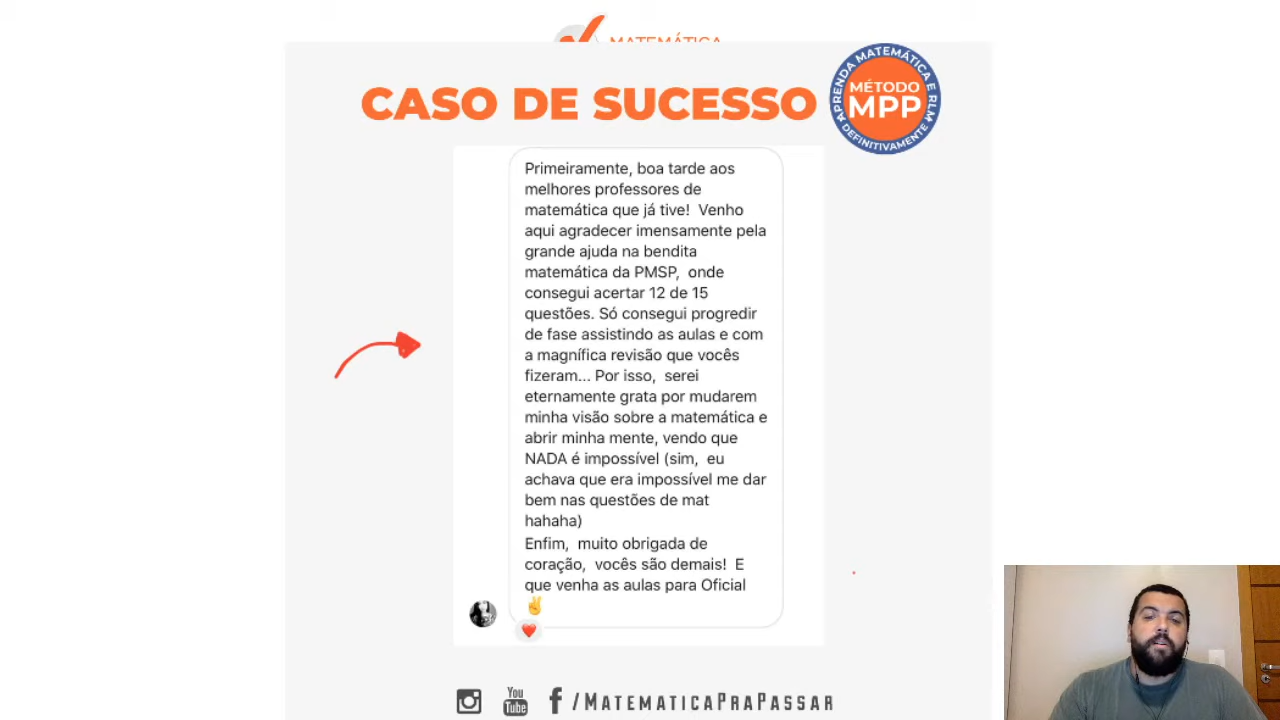 MATEMÁTICA
CASO DE SUCESSO
APRENDA MATEMÁTICA E RLM
MÉTODO
MPP
DEFINITIVAMENTE
Primeiramente, boa tarde aos
melhores professores de
matemática que já tive!  Venho
aqui agradecer imensamente pela
grande ajuda na bendita
matemática da PMSP,  onde
consegui acertar 12 de 15
questões. Só consegui progredir
de fase assistindo as aulas e com
a magnífica revisão que vocês
fizeram... Por isso,  serei
eternamente grata por mudarem
minha visão sobre a matemática e
abrir minha mente, vendo que
NADA é impossível (sim,  eu
achava que era impossível me dar
bem nas questões de mat
hahaha)
Enfim,  muito obrigada de
coração,  vocês são demais!  E
que venha as aulas para Oficial
✌️
❤️
You
Tube
f /MATEMATICAPRAPASSAR